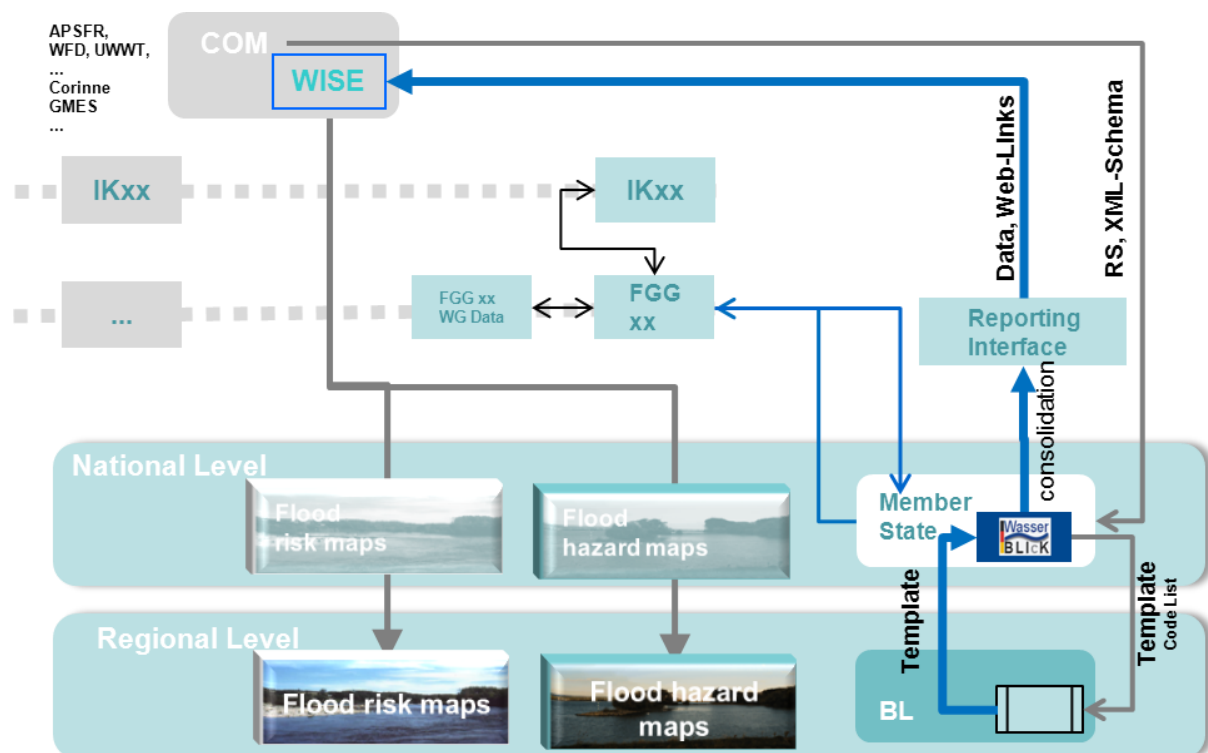 APSFR,
WFD, UWWT,
...
Corinne
GMES
...
COM
WISE
IKxx
IKxx
...
FGG xx
WG Data
FGG
xx
Data, Web-LInks
RS, XML-Schema
Reporting
Interface
consolidation
National Level
Flood
risk maps
Flood
hazard maps
Member
State
Wasser
BLIcK
Template
Template
Code List
Regional Level
Flood risk maps
Flood hazard
maps
BL